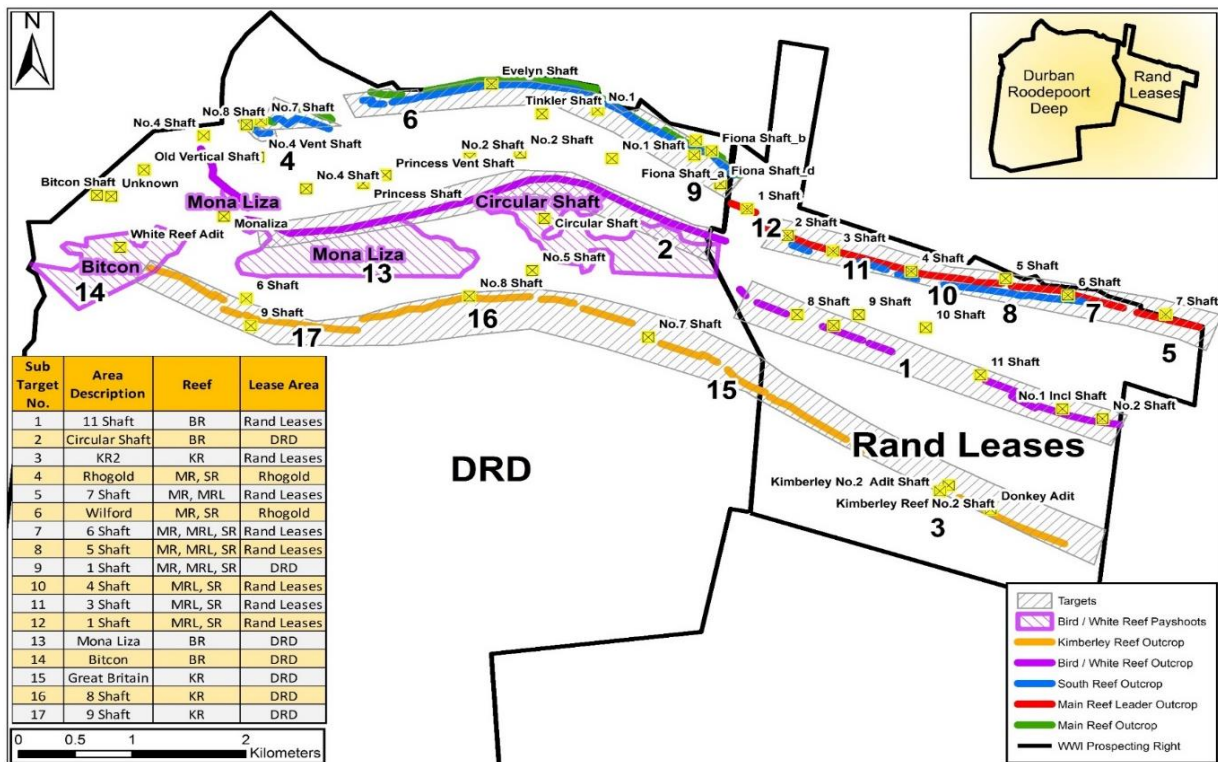 N
Durban
Roodepoort
Deep
Rand
Leases
Evelyn Shaft
Tinkler Shaft
No.1
6
No.7 Shaft
No.8 Shaft
No.4 Shaft
No.4 Vent Shaft
4
Old Vertical Shaft
Unknown
Bitcon Shaft
No.2 Shaft
No.2 Shaft
Princess Vent Shaft
No.4 Shaft
Princess Shaft
No.1 Shaft
Fiona Shaft_b
Fiona Shaft_a
Fiona Shaft_d
9
1 Shaft
12
2 Shaft
3 Shaft
11
4 Shaft
10
5 Shaft
8
6 Shaft
7
7 Shaft
5
Mona Liza
Monaliza
Circular Shaft
Circular Shaft
2
White Reef Adit
Bitcon
14
Mona Liza
13
No.5 Shaft
6 Shaft
9 Shaft
17
No.8 Shaft
16
No.7 Shaft
15
8 Shaft
9 Shaft
10 Shaft
1
11 Shaft
No.1 Incl Shaft
No.2 Shaft
Rand Leases
DRD
Kimberley No.2 Adit Shaft
Kimberley Reef No.2 Shaft
Donkey Adit
3
Sub Target No. Area Description Reef Lease Area
1 11 Shaft BR Rand Leases
2 Circular Shaft BR DRD
3 KR2 KR Rand Leases
4 Rhogold MR, SR Rhogold
5 7 Shaft MR, MRL Rand Leases
6 Wilford MR, SR Rhogold
7 6 Shaft MR, MRL, SR Rand Leases
8 5 Shaft MR, MRL, SR Rand Leases
9 1 Shaft MR, MRL, SR DRD
10 4 Shaft MRL, SR Rand Leases
11 3 Shaft MRL, SR Rand Leases
12 1 Shaft MRL, SR Rand Leases
13 Mona Liza BR DRD
14 Bitcon BR DRD
15 Great Britain KR DRD
16 8 Shaft KR DRD
17 9 Shaft KR DRD
0 0.5 1 2
Kilometers
Targets
Bird / White Reef Payshoots
Kimberley Reef Outcrop
Bird / White Reef Outcrop
South Reef Outcrop
Main Reef Leader Outcrop
Main Reef Outcrop
WWI Prospecting Right